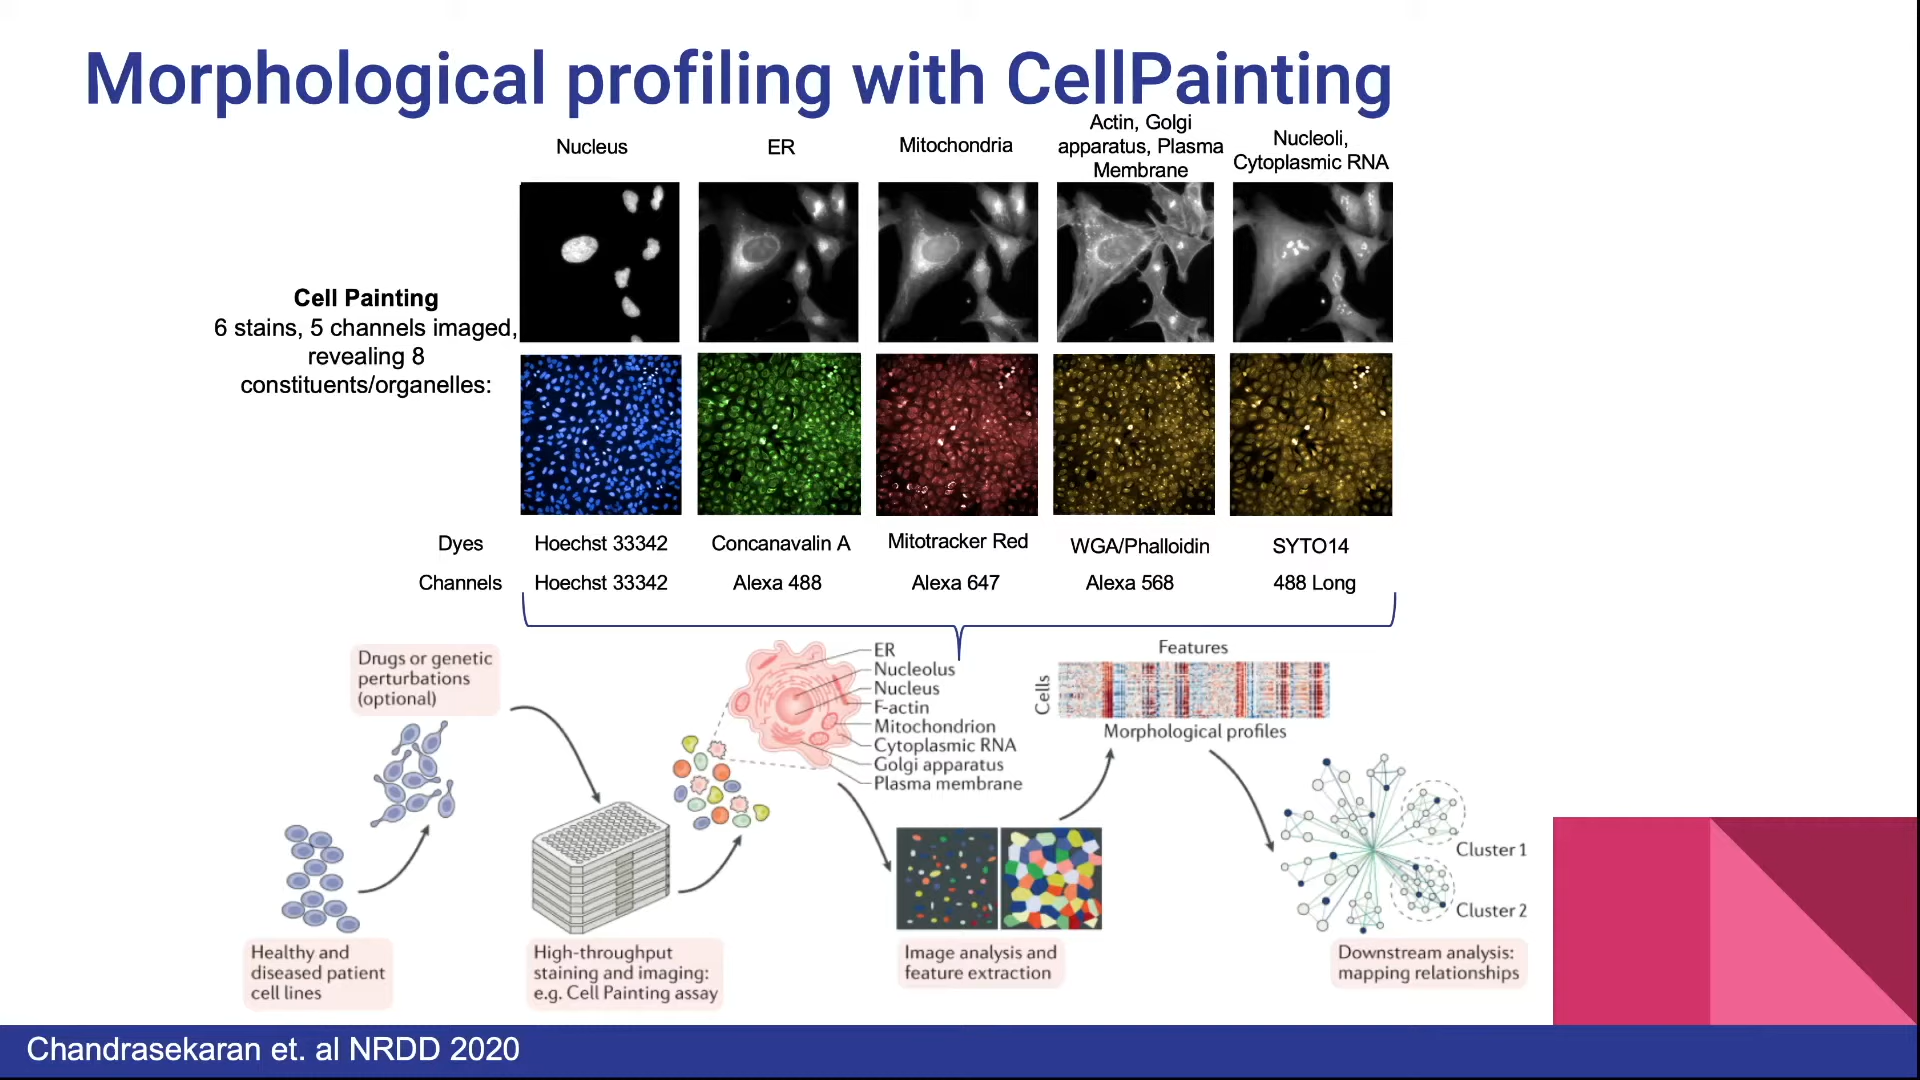 Morphological profiling with CellPainting
Nucleus
ER
Mitochondria
Actin, Golgi
apparatus, Plasma
Membrane
Nucleoli,
Cytoplasmic RNA
Cell Painting
6 stains, 5 channels imaged,
revealing 8
constituents/organelles:
Dyes
Hoechst 33342
Concanavalin A
Mitotracker Red
WGA/Phalloidin
SYTO14
Channels
Hoechst 33342
Alexa 488
Alexa 647
Alexa 568
488 Long
Drugs or genetic
perturbations
(optional)
ER
Nucleolus
Nucleus
F-actin
Mitochondrion
Cytoplasmic RNA
Golgi apparatus
Plasma membrane
Features
Cells
Morphological profiles
Cluster 1
Cluster 2
Healthy and
diseased patient
cell lines
High-throughput
staining and imaging:
e.g. Cell Painting assay
Image analysis and
feature extraction
Downstream analysis:
mapping relationships
Chandrasekaran et. al NRDD 2020